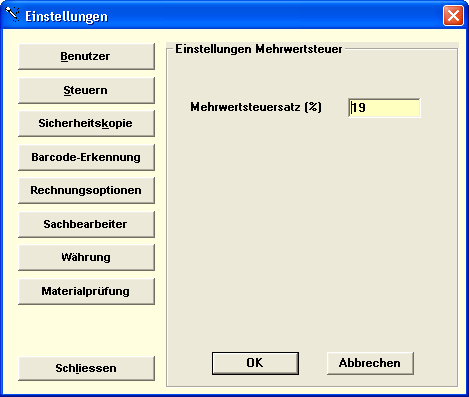 Einstellungen
Benutzer
Steuern
Sicherheitskopie
Barcode-Erkennung
Rechnungsoptionen
Sachbearbeiter
Währung
Materialprüfung
Schliessen
Einstellungen Mehrwertsteuer
Mehrwertsteuersatz (%) 19
OK Abbrechen